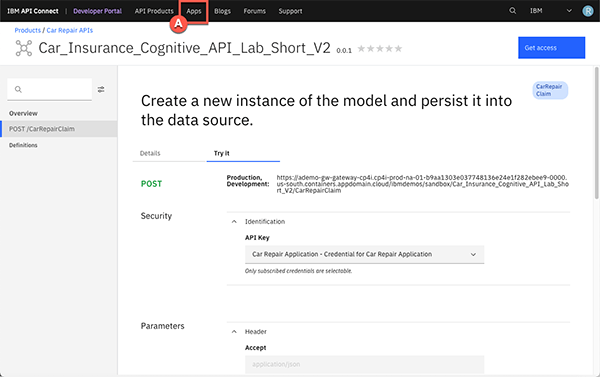 IBM API Connect | Developer Portal API Products Apps Blogs Forums Support IBM R
A
Products / Car Repair APIs
Car_Insurance_Cognitive_API_Lab_Short_V2 0.0.1
Get access
Overview
POST /CarRepairClaim
Definitions
Create a new instance of the model and persist it into
the data source.
CarRepair
Claim
Details Try it
POST
Production,
Development:
https://ademo-gw-gateway-cp4i.cp4i-prod-na-01-b9aa1303e037748136e24e1f282ebee9-0000.
us-south.containers.appdomain.cloud/ibmdemos/sandbox/Car_Insurance_Cognitive_API_Lab_Sho
rt_V2/CarRepairClaim
Security
Identification
API Key
Car Repair Application - Credential for Car Repair Application
Only subscribed credentials are selectable.
Parameters
Header
Accept
application/json